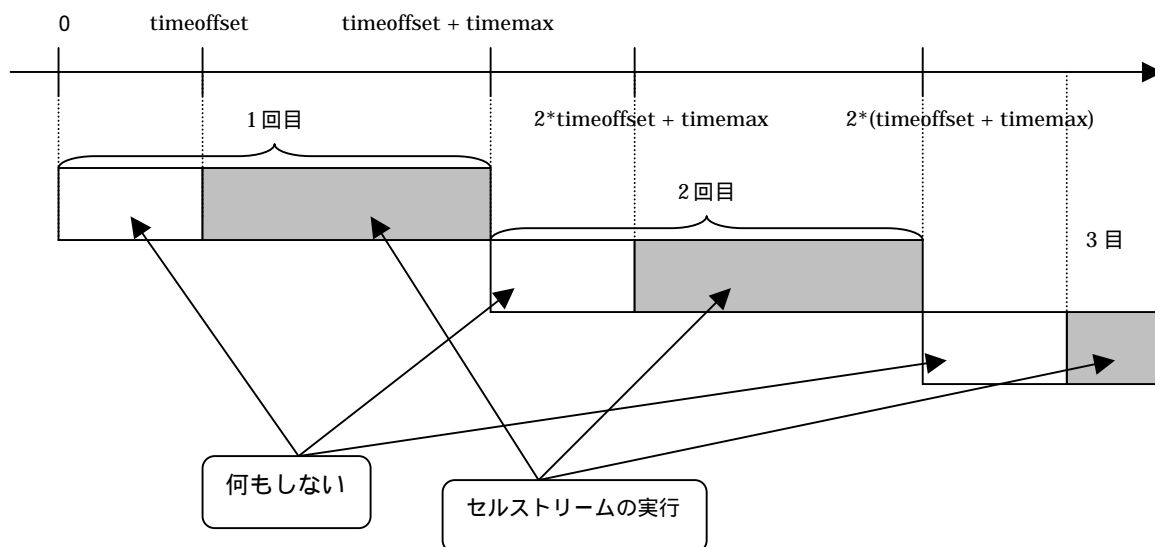 0 timeoffset timeoffset + timemax
1回目 2*timeoffset + timemax 2*(timeoffset + timemax)
2回目
3目
何もしない
セルストリームの実行